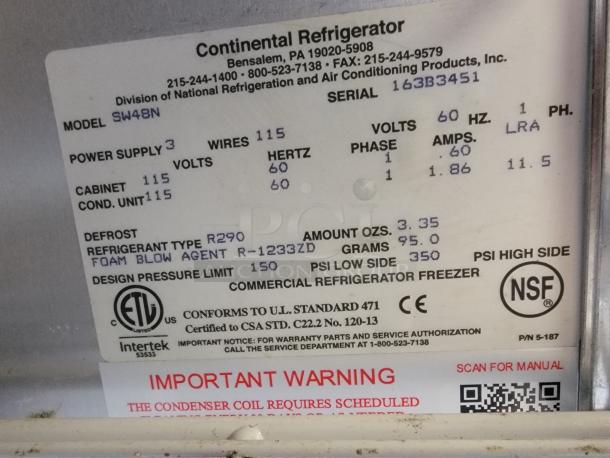 Continental Refrigerator
Bensalem, PA 19020-5908
215-244-1400 · 800-523-7138 · FAX: 215-244-9579
Division of National Refrigeration and Air Conditioning Products, Inc.
MODEL SW48N SERIAL 163B3451
POWER SUPPLY 3 WIRES 115 VOLTS 60 HZ. 1 PH.
VOLTS HERTZ PHASE AMPS. LRA
CABINET 115 60 1 .60
COND. UNIT 115 60 1 1.86 11.5
DEFROST
REFRIGERANT TYPE R290 AMOUNT OZS. 3.35
FOAM BLOW AGENT R-1233ZD GRAMS 95.0
DESIGN PRESSURE LIMIT 150 PSI LOW SIDE 350 PSI HIGH SIDE
COMMERCIAL REFRIGERATOR FREEZER
C ETL LISTED US
Intertek
53533
CONFORMS TO U.L. STANDARD 471 CE
Certified to CSA STD. C22.2 No. 120-13
NSF
IMPORTANT NOTICE: FOR WARRANTY PARTS AND SERVICE AUTHORIZATION
CALL THE SERVICE DEPARTMENT AT 1-800-523-7138
P/N 5-187
IMPORTANT WARNING
SCAN FOR MANUAL
THE CONDENSER COIL REQUIRES SCHEDULED